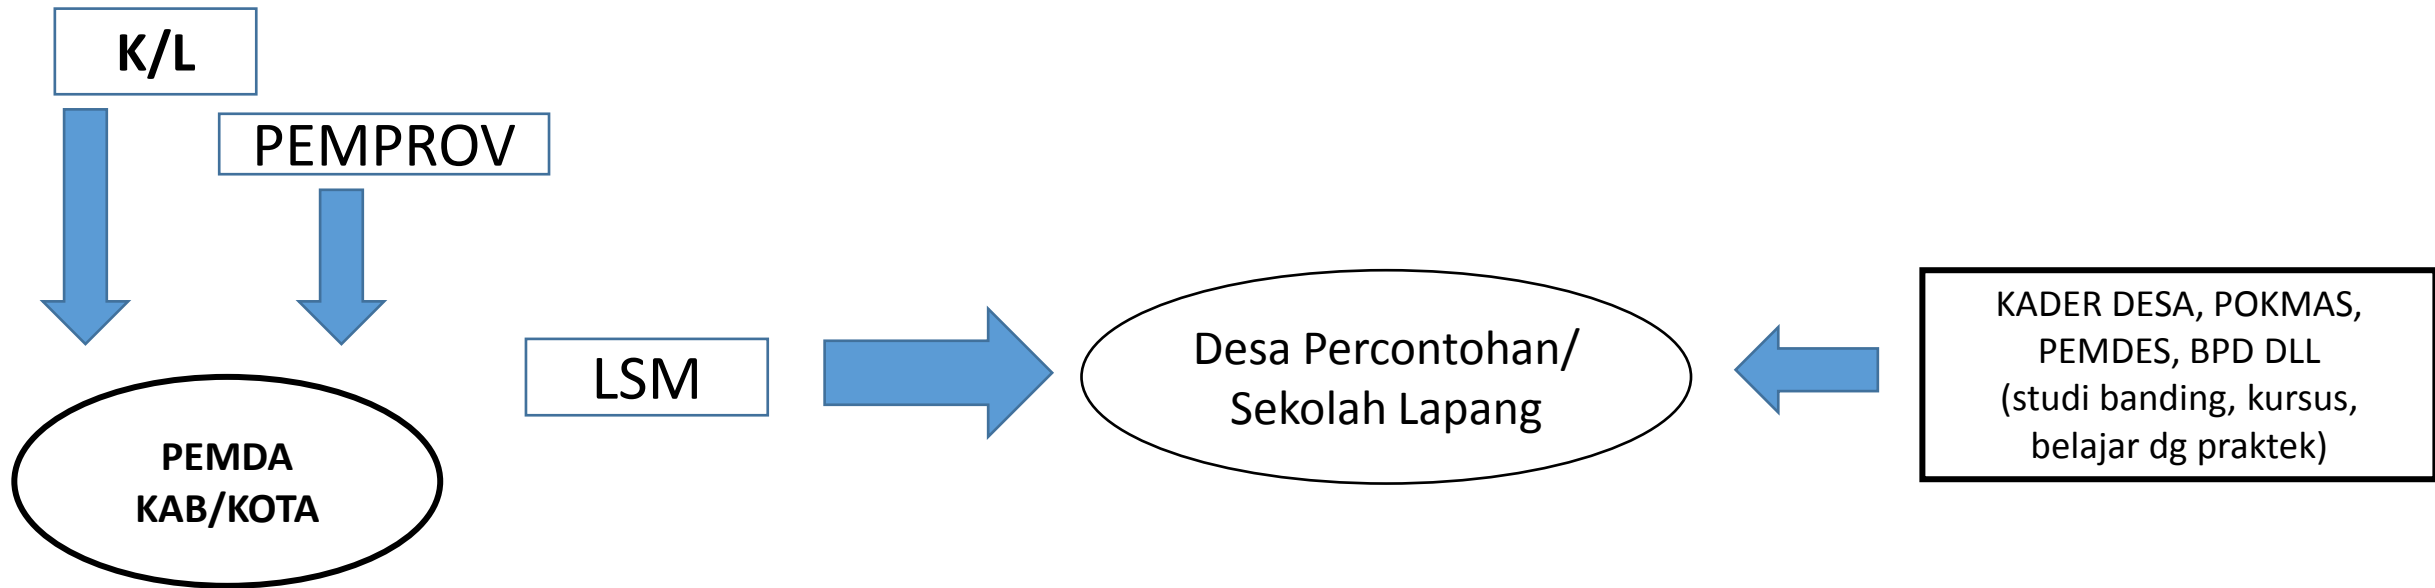 K/L
PEMPROV
PEMDA
KAB/KOTA
LSM
Desa Percontohan/
Sekolah Lapang
KADER DESA, POKMAS,
PEMDES, BPD DLL
(studi banding, kursus,
belajar dg praktek)